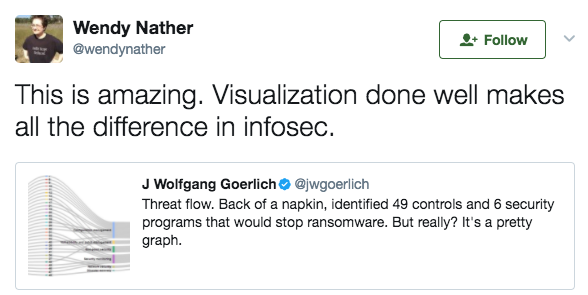 Wendy Nather
@wendynather
Follow
This is amazing. Visualization done well makes
all the difference in infosec.
J Wolfgang Goerlich @jwgoerlich
Threat flow. Back of a napkin, identified 49 controls and 6 security
programs that would stop ransomware. But really? It's a pretty
graph.